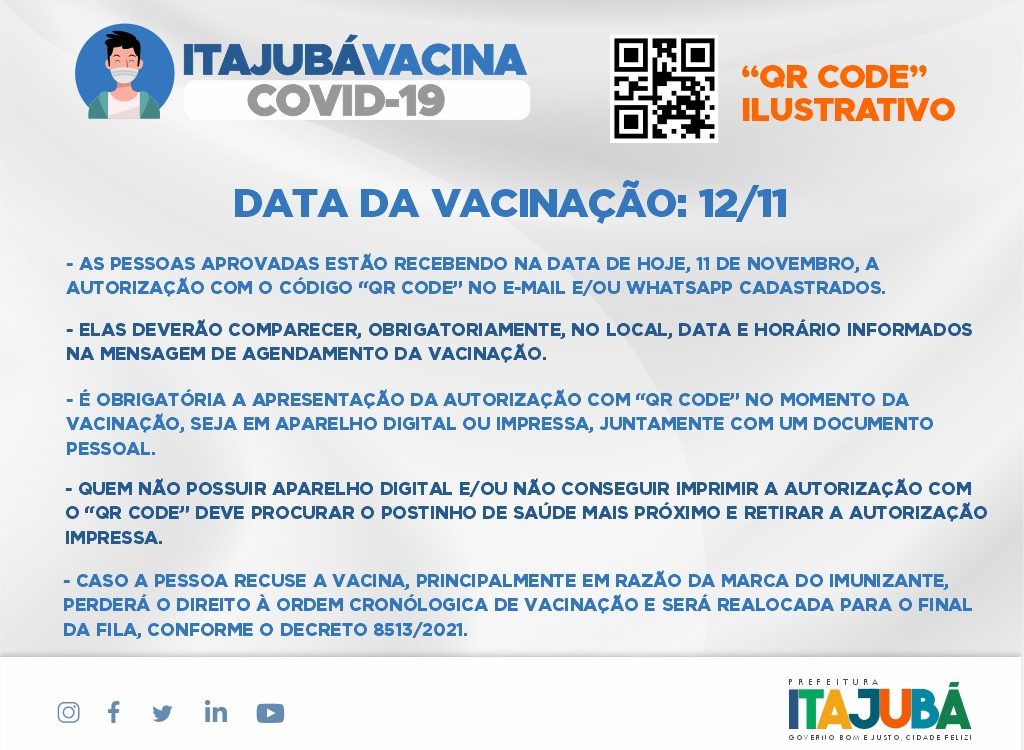 ITAJUBÁVACINA
COVID-19
“QR CODE”
ILUSTRATIVO
DATA DA VACINAÇÃO: 12/11
- AS PESSOAS APROVADAS ESTÃO RECEBENDO NA DATA DE HOJE, 11 DE NOVEMBRO, A
AUTORIZAÇÃO COM O CÓDIGO “QR CODE” NO E-MAIL E/OU WHATSAPP CADASTRADOS.
- ELAS DEVERÃO COMPARECER, OBRIGATORIAMENTE, NO LOCAL, DATA E HORÁRIO INFORMADOS
NA MENSAGEM DE AGENDAMENTO DA VACINAÇÃO.
- É OBRIGATÓRIA A APRESENTAÇÃO DA AUTORIZAÇÃO COM “QR CODE” NO MOMENTO DA
VACINAÇÃO, SEJA EM APARELHO DIGITAL OU IMPRESSA, JUNTAMENTE COM UM DOCUMENTO
PESSOAL.
- QUEM NÃO POSSUIR APARELHO DIGITAL E/OU NÃO CONSEGUIR IMPRIMIR A AUTORIZAÇÃO COM
O “QR CODE” DEVE PROCURAR O POSTINHO DE SAÚDE MAIS PRÓXIMO E RETIRAR A AUTORIZAÇÃO
IMPRESSA.
- CASO A PESSOA RECUSE A VACINA, PRINCIPALMENTE EM RAZÃO DA MARCA DO IMUNIZANTE,
PERDERÁ O DIREITO À ORDEM CRONÓLOGICA DE VACINAÇÃO E SERÁ REALOCADA PARA O FINAL
DA FILA, CONFORME O DECRETO 8513/2021.
PREFEITURA
ITAJUBÁ
GOVERNO BOM E JUSTO, CIDADE FELIZ!